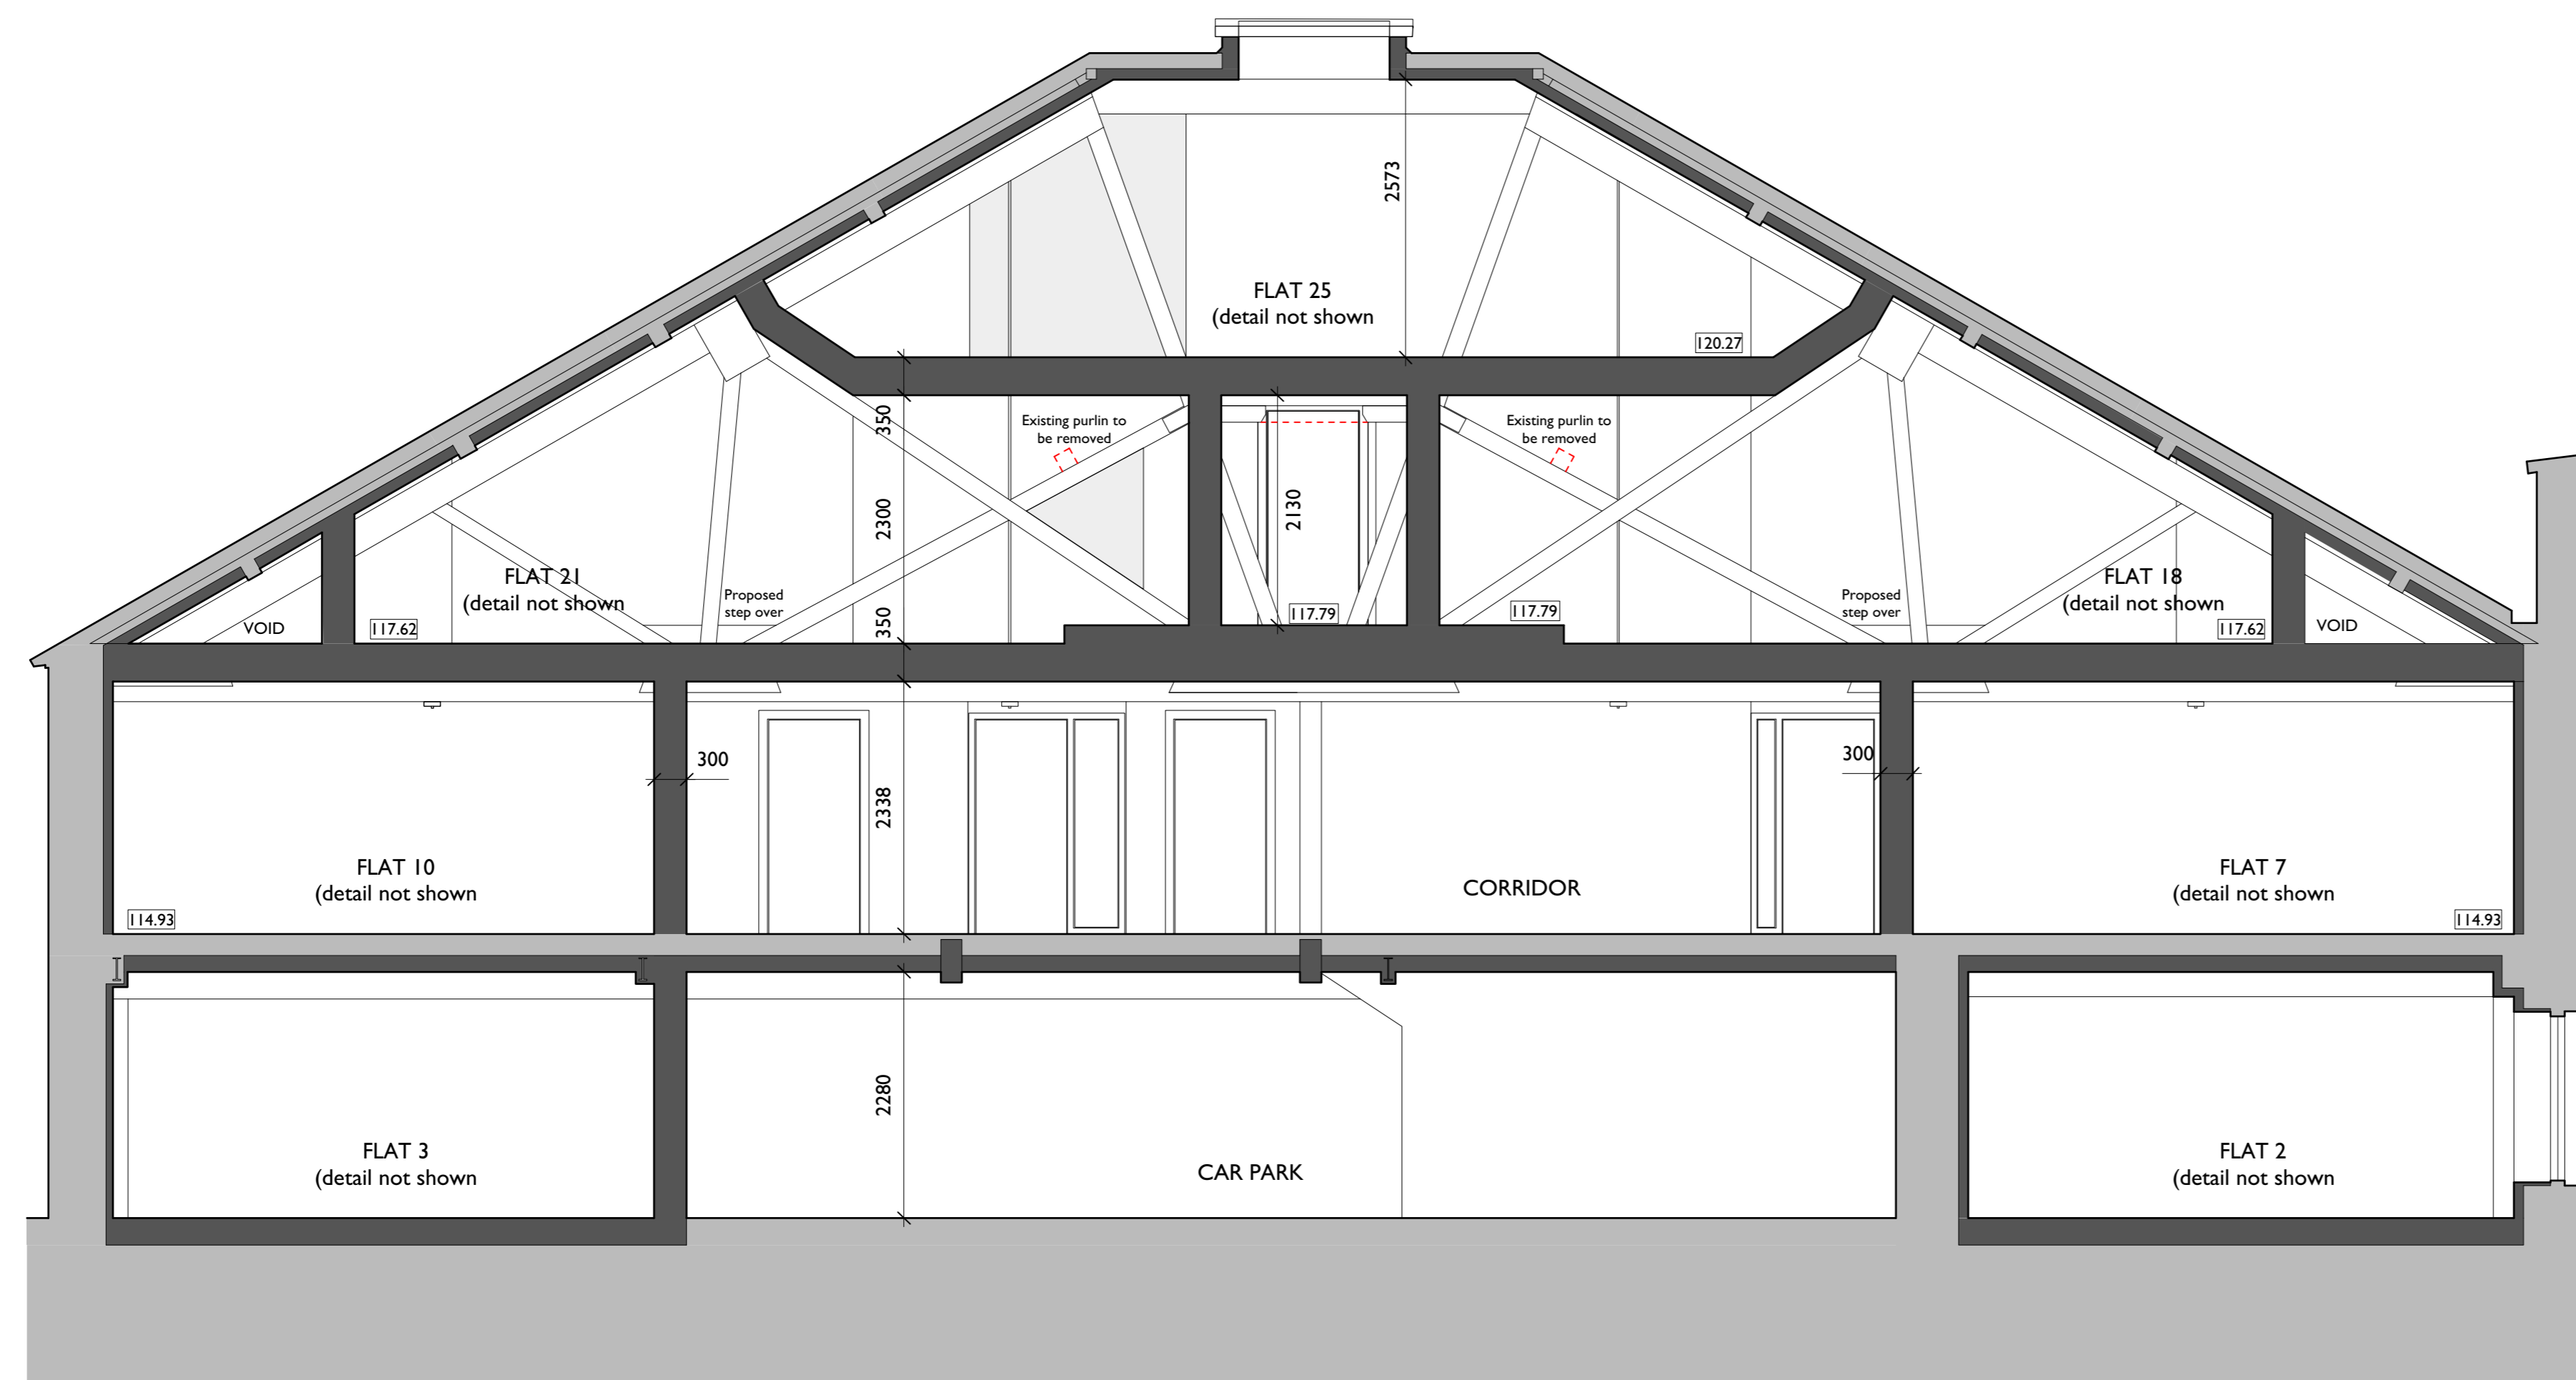 2573
FLAT 25
(detail not shown
120.27
350
Existing purlin to
be removed
Existing purlin to
be removed
2300
2130
FLAT 21
(detail not shown
Proposed
step over
Proposed
step over
FLAT 18
(detail not shown
VOID
117.62
350
117.79
117.79
117.62
VOID
300
300
2338
FLAT 10
(detail not shown
CORRIDOR
FLAT 7
(detail not shown
114.93
114.93
2280
FLAT 3
(detail not shown
CAR PARK
FLAT 2
(detail not shown